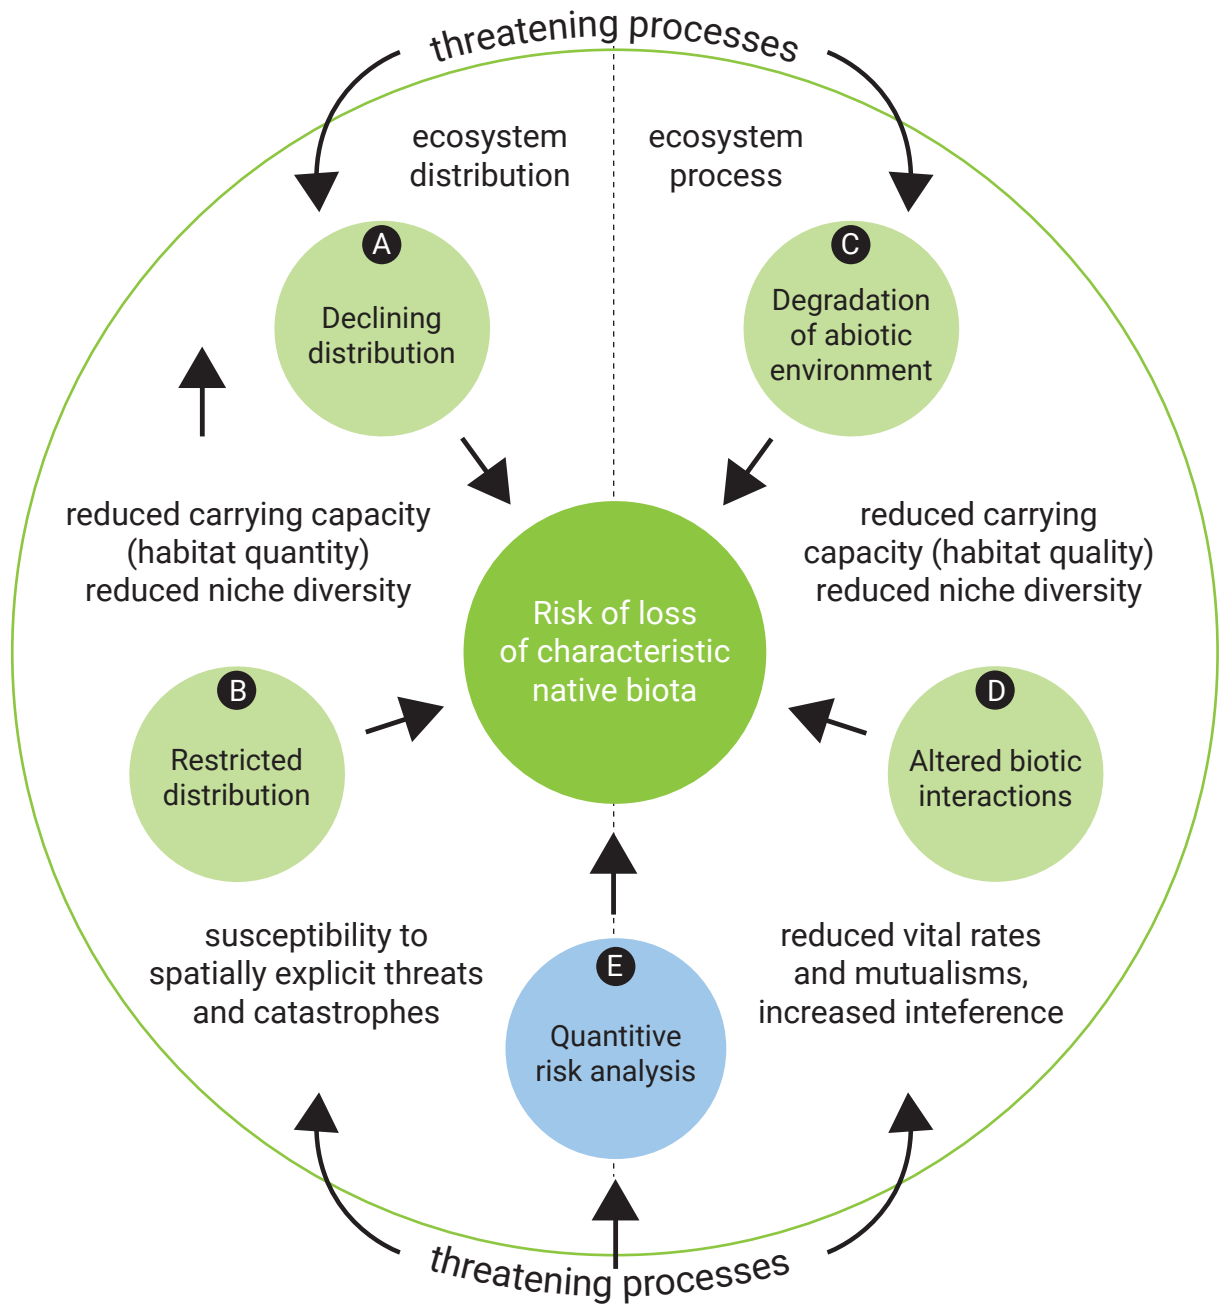 threatening processes
ecosystem
distribution
ecosystem
process
A
Declining
distribution
C
Degradation
of abiotic
environment
reduced carrying capacity
(habitat quantity)
reduced niche diversity
reduced carrying
capacity (habitat quality)
reduced niche diversity
Risk of loss
of characteristic
native biota
B
Restricted
distribution
D
Altered biotic
interactions
susceptibility to
spatially explicit threats
and catastrophes
reduced vital rates
and mutualisms,
increased inteference
E
Quantitive
risk analysis
threatening processes